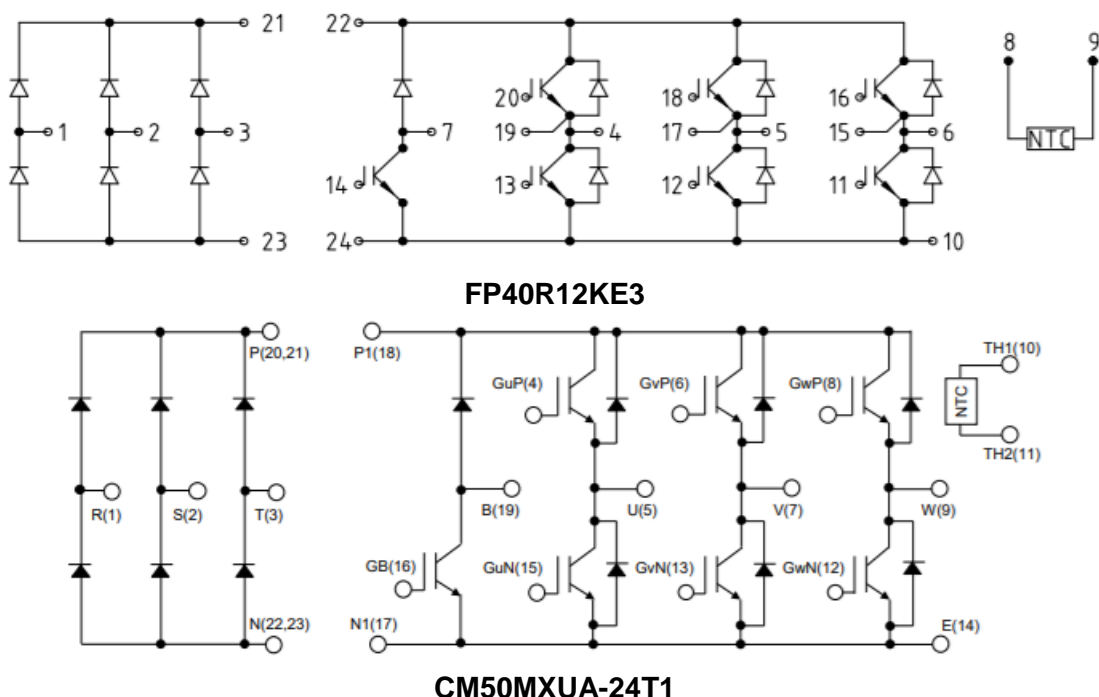 21 22 8 9
20 18 16
1 2 3 7 19 4 17 5 15 6
NTC
14 13 12 11
23 24 10
FP40R12KE3
P(20,21) P1(18) TH1(10)
GuP(4) GvP(6) GwP(8)
NTC
TH2(11)
R(1) S(2) T(3) B(19) U(5) V(7) W(9)
GB(16) GuN(15) GvN(13) GwN(12)
N(22,23) N1(17) E(14)
CM50MXUA-24T1